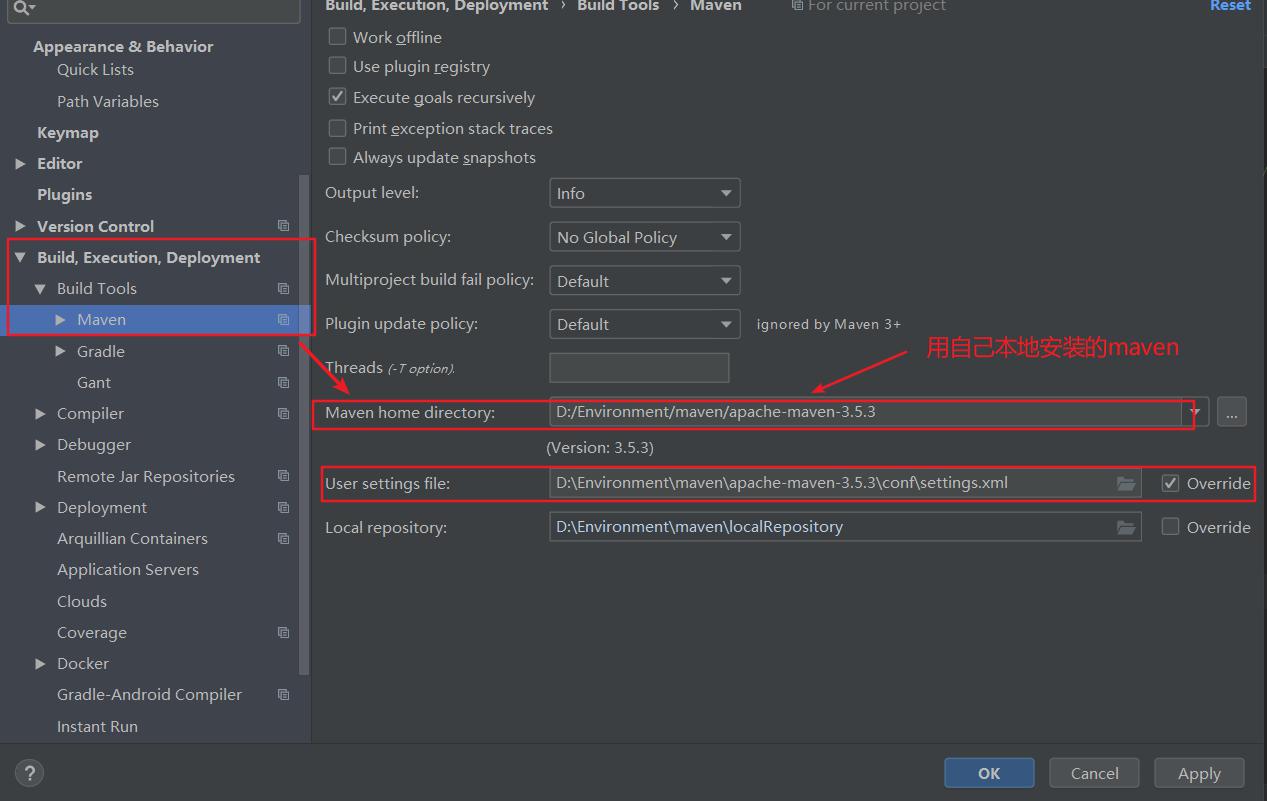 Build, Execution, Deployment › Build Tools › Maven For current project Reset
Appearance & Behavior
Quick Lists
Path Variables
Keymap
Editor
Plugins
Version Control
Build, Execution, Deployment
Build Tools
Maven
Gradle
Gant
Compiler
Debugger
Remote Jar Repositories
Deployment
Arquillian Containers
Application Servers
Clouds
Coverage
Docker
Gradle-Android Compiler
Instant Run
Work offline
Use plugin registry
Execute goals recursively
Print exception stack traces
Always update snapshots
Output level: Info
Checksum policy: No Global Policy
Multiproject build fail policy: Default
Plugin update policy: Default ignored by Maven 3+
用自己本地安装的maven
Threads (-T option).
Maven home directory: D:/Environment/maven/apache-maven-3.5.3 ...
(Version: 3.5.3)
User settings file: D:\Environment\maven\apache-maven-3.5.3\conf\settings.xml Override
Local repository: D:\Environment\maven\localRepository Override
? OK Cancel Apply